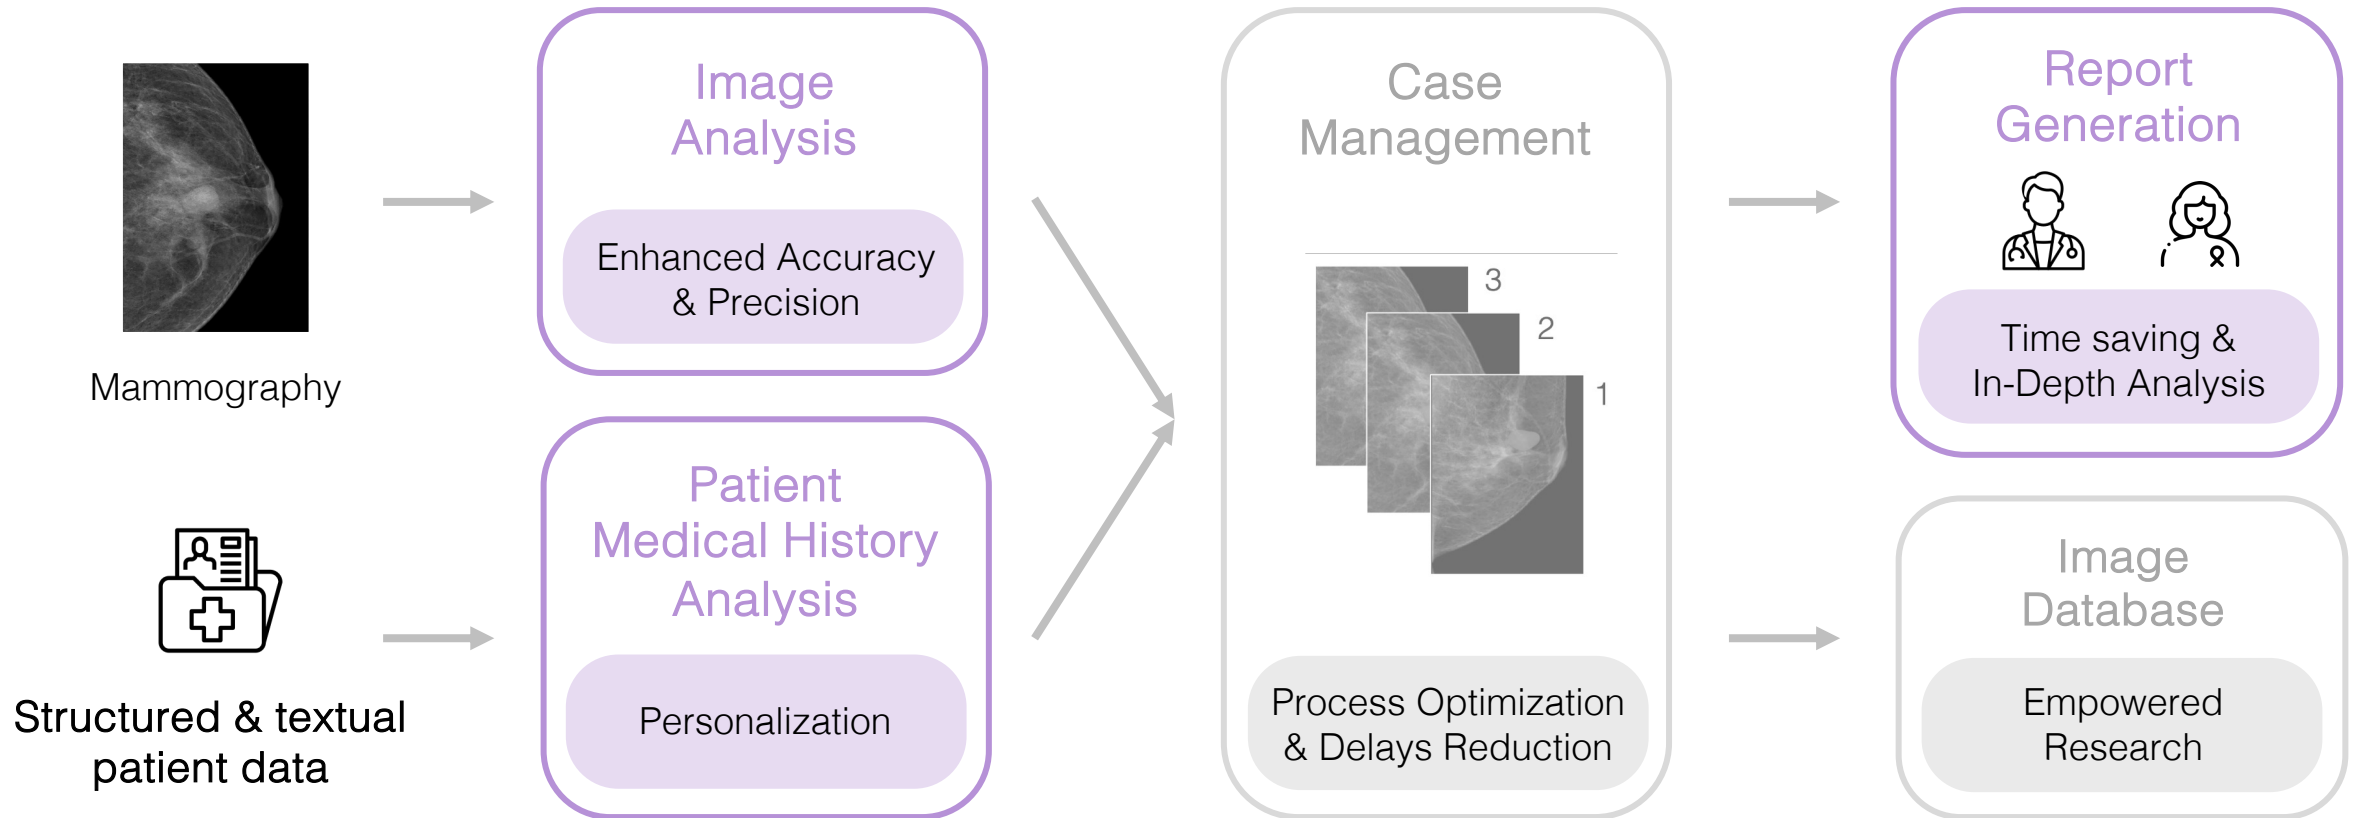 Mammography
Structured & textual
patient data
Image
Analysis
Enhanced Accuracy
& Precision
Patient
Medical History
Analysis
Personalization
Case
Management
3
2
1
Process Optimization
& Delays Reduction
Report
Generation
Time saving &
In-Depth Analysis
Image
Database
Empowered
Research